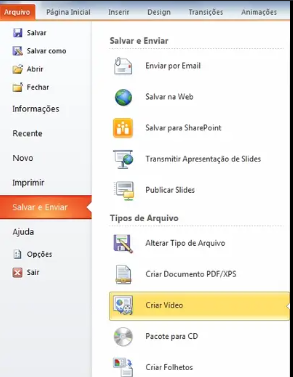 Arquivo Página Inicial Inserir Design Transições Animações
Salvar
Salvar como
Abrir
Fechar
Informações
Recente
Novo
Imprimir
Salvar e Enviar
Ajuda
Opções
Sair
Salvar e Enviar
Enviar por Email
Salvar na Web
Salvar para SharePoint
Transmitir Apresentação de Slides
Publicar Slides
Tipos de Arquivo
Alterar Tipo de Arquivo
Criar Documento PDF/XPS
Criar Vídeo
Pacote para CD
Criar Folhetos